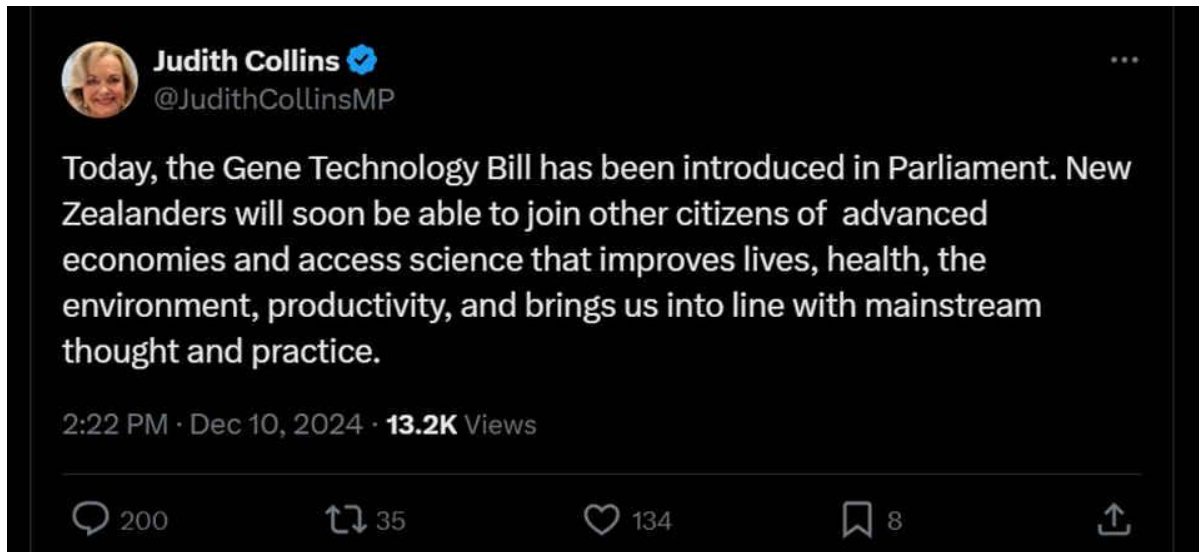 Judith Collins
@JudithCollinsMP
Today, the Gene Technology Bill has been introduced in Parliament. New
Zealanders will soon be able to join other citizens of  advanced
economies and access science that improves lives, health, the
environment, productivity, and brings us into line with mainstream
thought and practice.
2:22 PM · Dec 10, 2024 · 13.2K Views
200 35 134 8